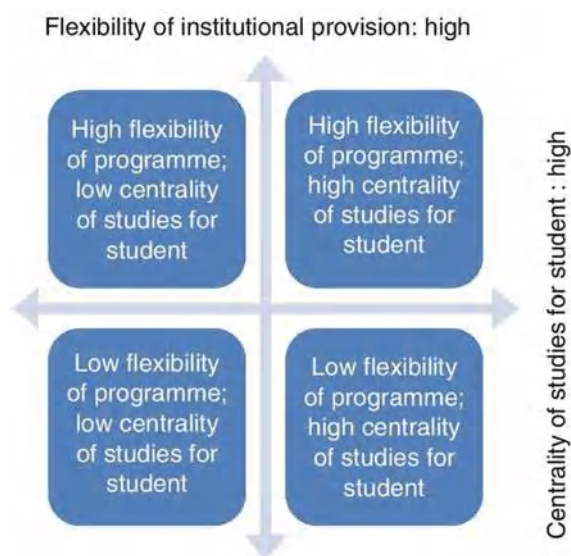 Flexibility of institutional provision: high
High flexibility
of programme;
low centrality
of studies for
student
High flexibility
of programme;
high centrality
of studies for
student
Low flexibility
of programme;
low centrality
of studies for
student
Low flexibility
of programme;
high centrality
of studies for
student
Centrality of studies for student : high